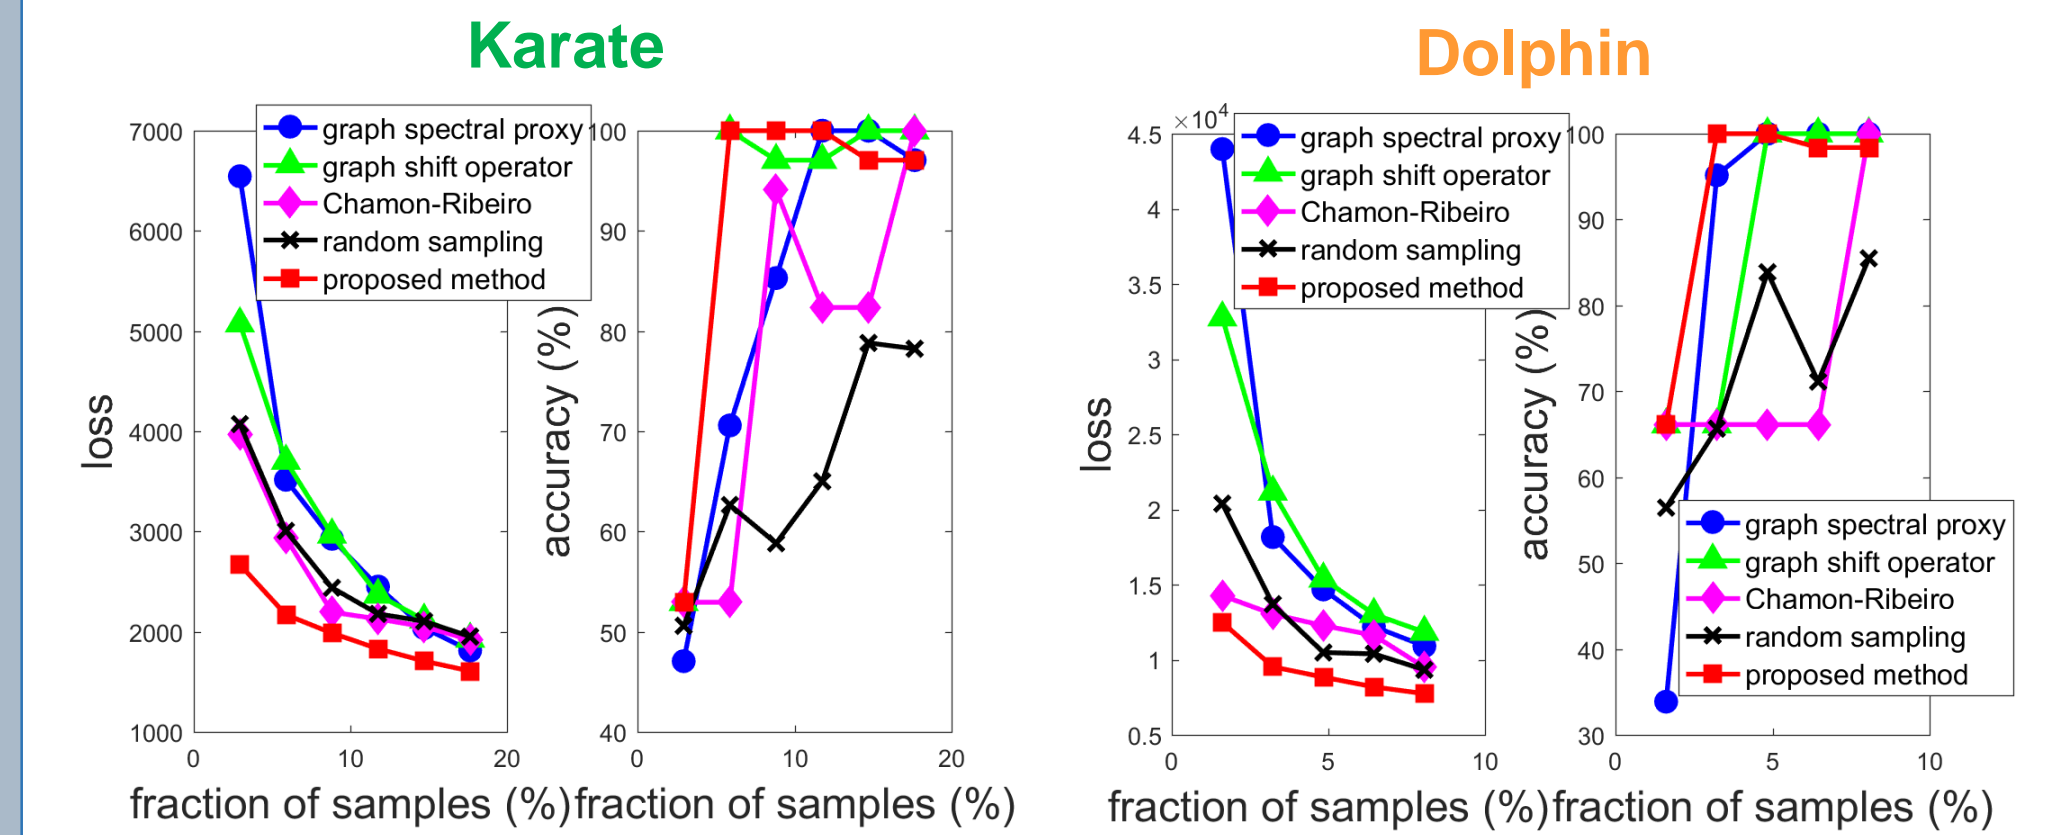 Karate
Dolphin
graph spectral proxy
graph shift operator
Chamon-Ribeiro
random sampling
proposed method
7000
6000
5000
4000
3000
2000
1000
0
10
20
loss
fraction of samples (%)
100
90
80
70
60
50
40
0
10
20
accuracy (%)
fraction of samples (%)
×10⁴
graph spectral proxy
graph shift operator
Chamon-Ribeiro
random sampling
proposed method
4.5
4
3.5
3
2.5
2
1.5
1
0.5
0
5
10
loss
fraction of samples (%)
100
90
80
70
60
50
40
30
0
5
10
accuracy (%)
graph spectral proxy
graph shift operator
Chamon-Ribeiro
random sampling
proposed method
fraction of samples (%)